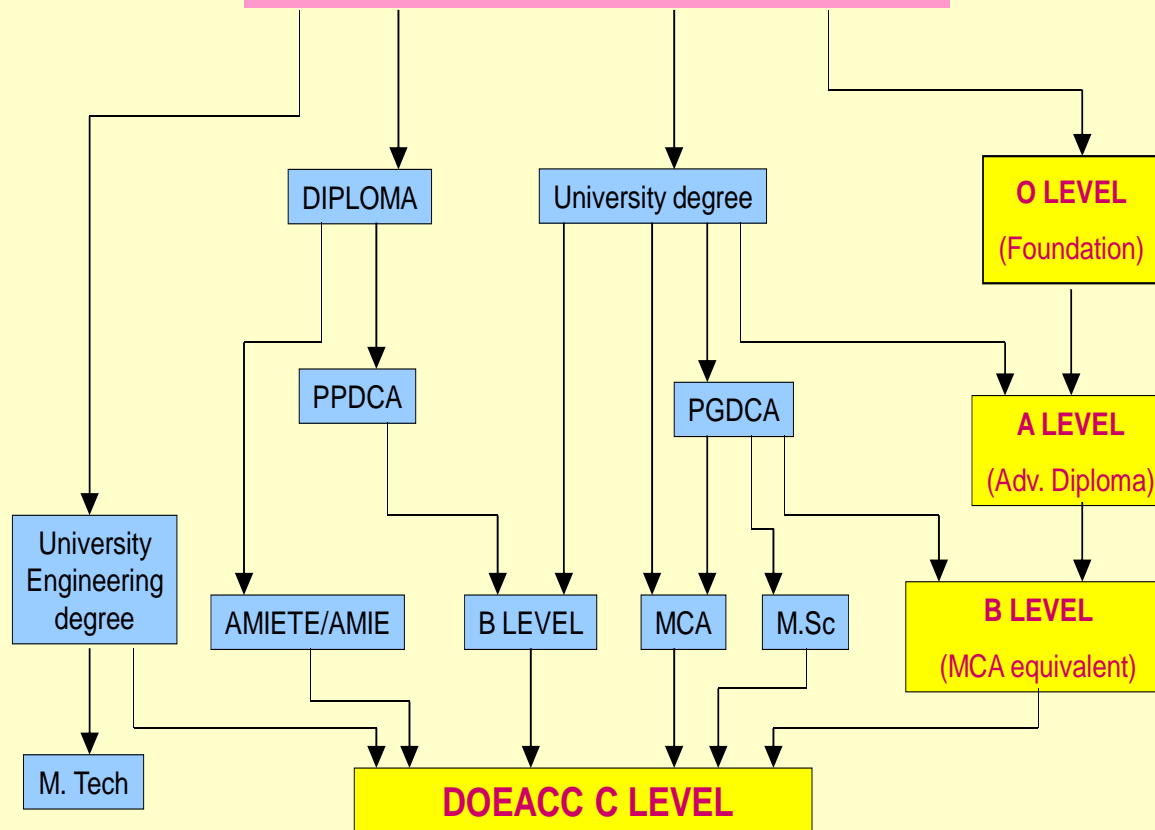 DIPLOMA
University degree
O LEVEL
(Foundation)
PPDCA
PGDCA
A LEVEL
(Adv. Diploma)
University
Engineering
degree
AMIETE/AMIE
B LEVEL
MCA
M.Sc
B LEVEL
(MCA equivalent)
M. Tech
DOEACC C LEVEL